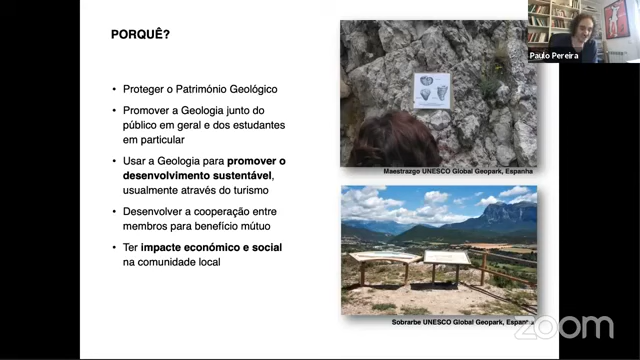 PORQUÊ?
• Proteger o Património Geológico
• Promover a Geologia junto do
público em geral e dos estudantes
em particular
• Usar a Geologia para promover o
desenvolvimento sustentável,
usualmente através do turismo
• Desenvolver a cooperação entre
membros para benefício mútuo
• Ter impacte económico e social
na comunidade local
Paulo Pereira
Maestrazgo UNESCO Global Geopark, Espanha
Sobrarbe UNESCO Global Geopark, Espanha
zoom